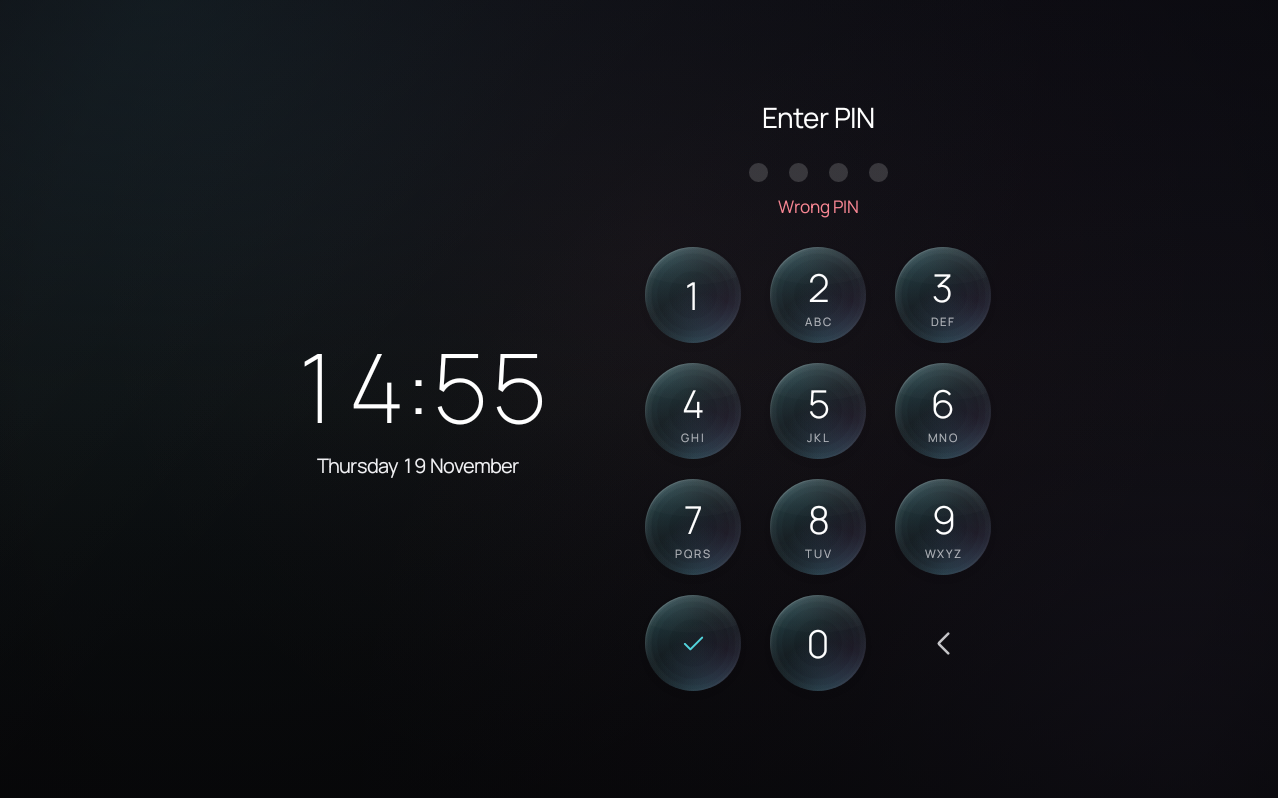 14:55
Thursday 19 November
Enter PIN
Wrong PIN
1
2
ABC
3
DEF
4
GHI
5
JKL
6
MNO
7
PQRS
8
TUV
9
WXYZ
0